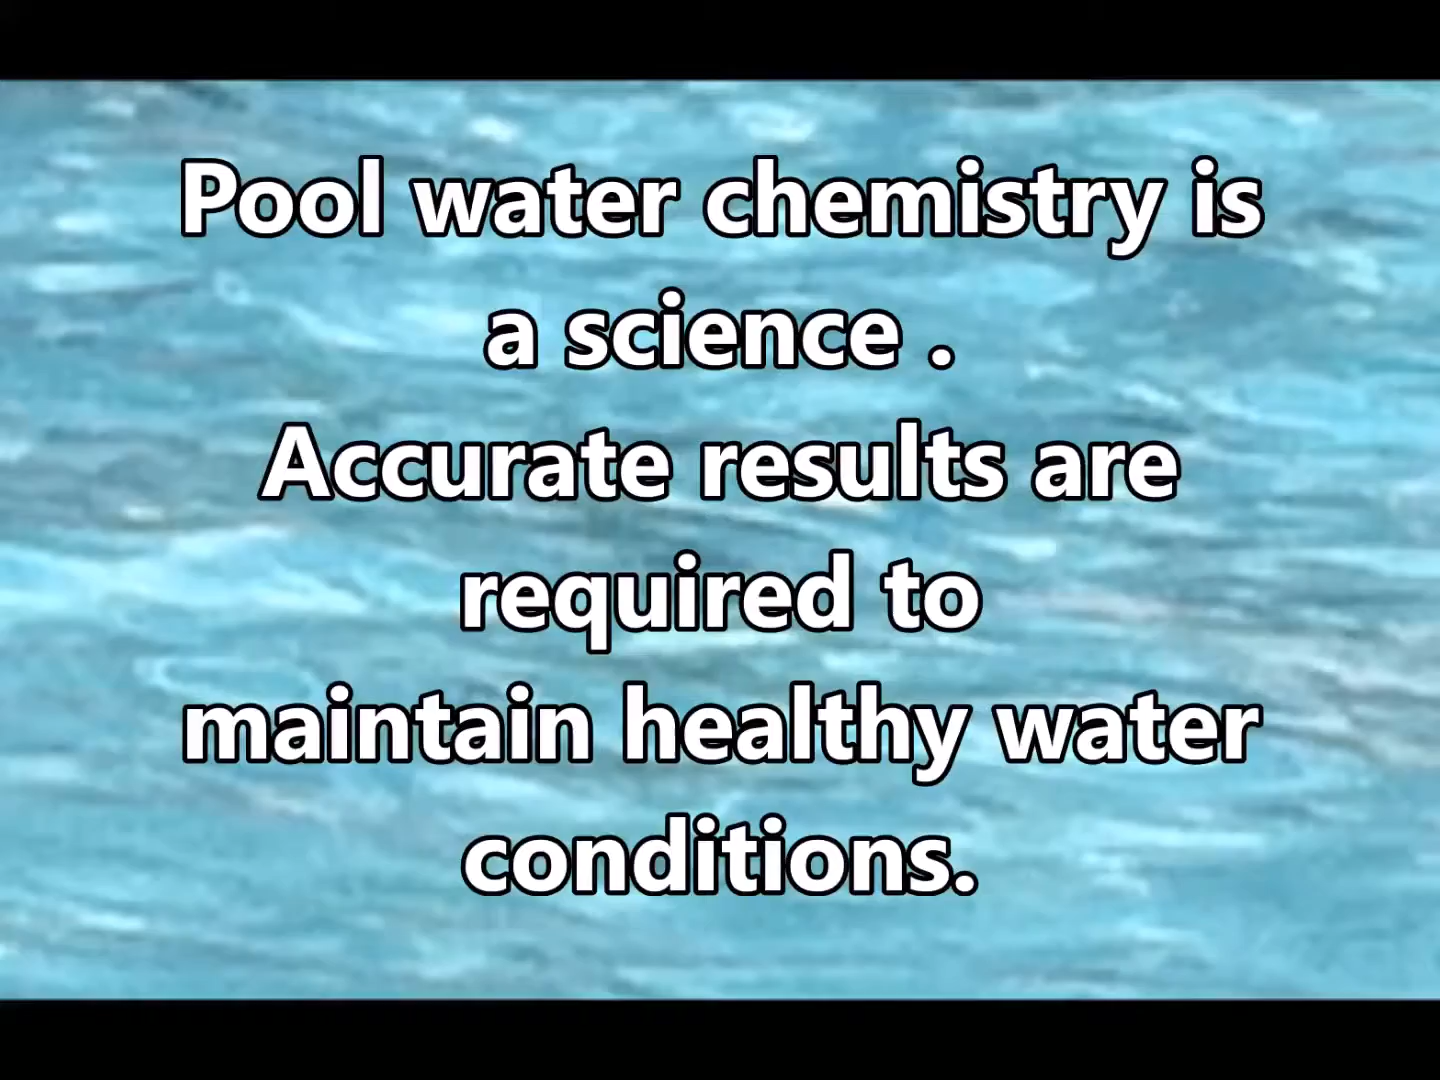 Pool water chemistry is
a science .
Accurate results are
required to
maintain healthy water
conditions.